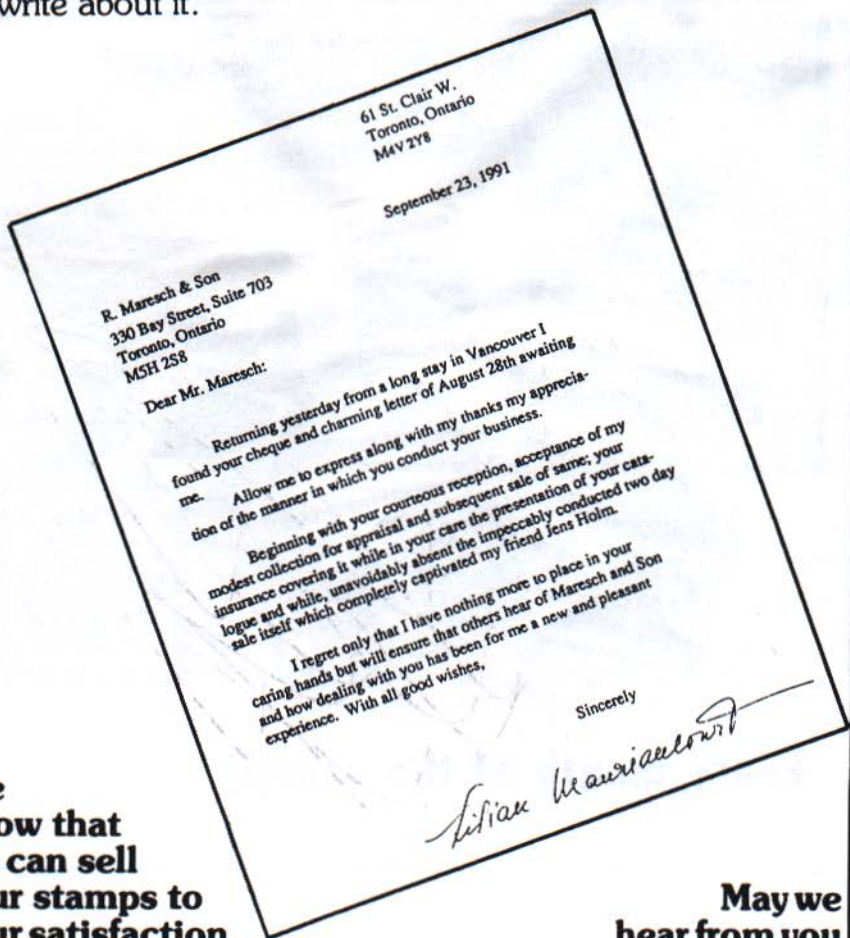 write about it.
61 St. Clair W.
Toronto, Ontario
M4V 2Y8
September 23, 1991
R. Maresch & Son
330 Bay Street, Suite 703
Toronto, Ontario
M5H 2S8
Dear Mr. Maresch:
Returning yesterday from a long stay in Vancouver I
found your cheque and charming letter of August 28th awaiting
me. Allow me to express along with my thanks my apprecia-
tion of the manner in which you conduct your business.
Beginning with your courteous reception, acceptance of my
modest collection for appraisal and subsequent sale of same; your
insurance covering it while in your care the presentation of your cata-
logue and while, unavoidably absent the impeccably conducted two day
sale itself which completely captivated my friend Jens Holm.
I regret only that I have nothing more to place in your
caring hands but will ensure that others hear of Maresch and Son
and how dealing with you has been for me a new and pleasant
experience. With all good wishes,
Sincerely
Lilian
ow that
can sell
ur stamps to
ur satisfaction
May we
hear from you